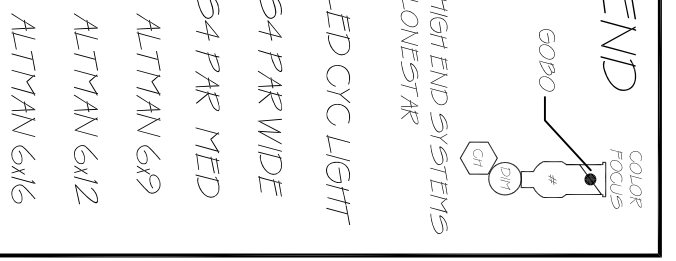 END
COLOR
FOCUS
GOBO
#
DIM
CH
HIGH END SYSTEMS
LONESTAR
LED CYC LIGHT
S4 PAR WIDE
S4 PAR MED
ALTMAN 6x9
ALTMAN 6x12
ALTMAN 6x16